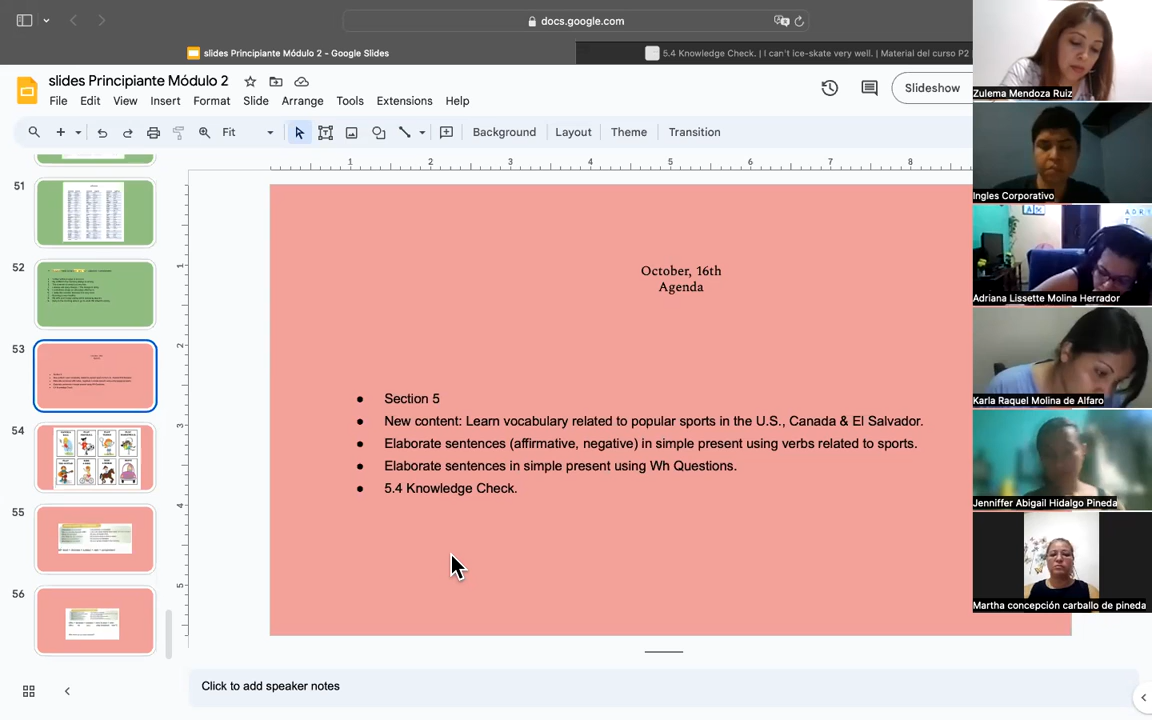 docs.google.com
slides Principiante Módulo 2 - Google Slides
5.4 Knowledge Check. | I can't ice-skate very well. | Material del curso P2 |
slides Principiante Módulo 2
File Edit View Insert Format Slide Arrange Tools Extensions Help
Slideshow
Fit
Background Layout Theme Transition
1 2 3 4 5 6 7 8
1
2
3
4
5
51
52
53
54
55
56
October, 16th
Agenda
● Section 5
● New content: Learn vocabulary related to popular sports in the U.S., Canada & El Salvador.
● Elaborate sentences (affirmative, negative) in simple present using verbs related to sports.
● Elaborate sentences in simple present using Wh Questions.
● 5.4 Knowledge Check.
Click to add speaker notes
Zulema Mendoza Ruiz
Ingles Corporativo
Adriana Lissette Molina Herrador
Karla Raquel Molina de Alfaro
Jenniffer Abigail Hidalgo Pineda
Martha concepción carballo de pineda